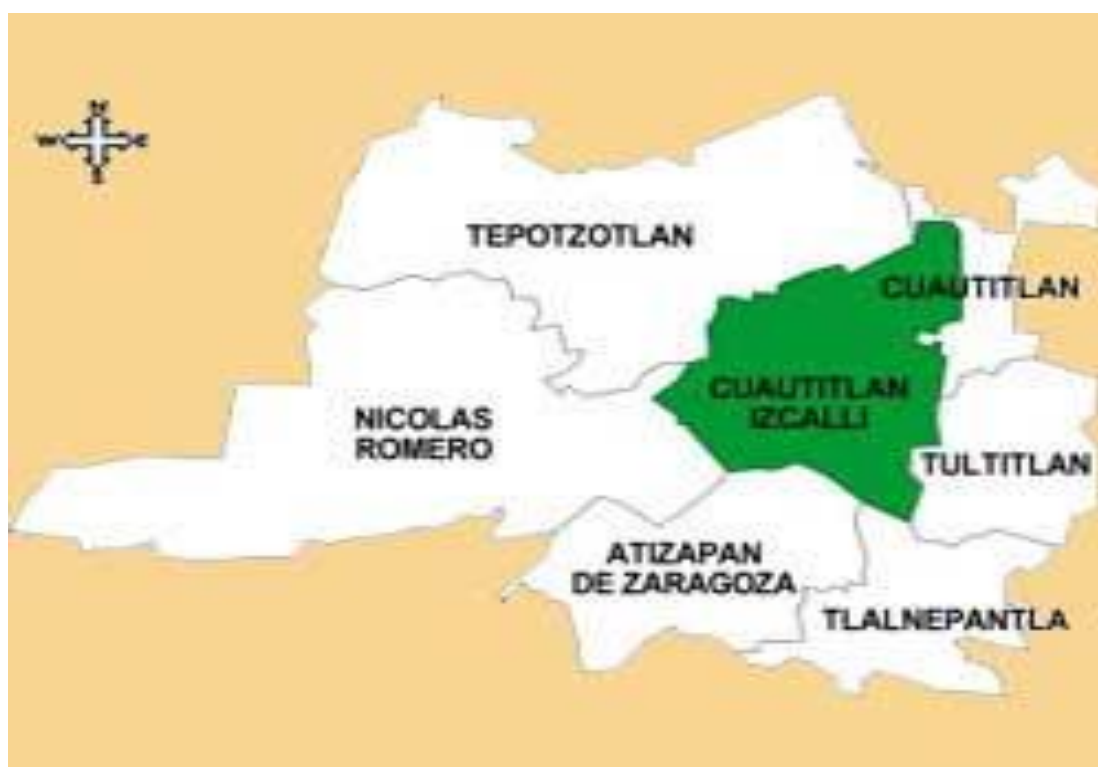 N
W E
S
TEPOTZOTLAN
CUAUTITLAN
CUAUTITLAN
IZCALLI
NICOLAS
ROMERO
TULTITLAN
ATIZAPAN
DE ZARAGOZA
TLALNEPANTLA